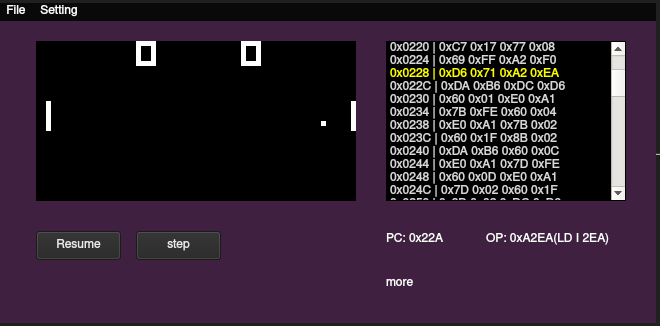 File Setting
0 0
0x0220 | 0xC7 0x17 0x77 0x08
0x0224 | 0x69 0xFF 0xA2 0xF0
0x0228 | 0xD6 0x71 0xA2 0xEA
0x022C | 0xDA 0xB6 0xDC 0xD6
0x0230 | 0x60 0x01 0xE0 0xA1
0x0234 | 0x7B 0xFE 0x60 0x04
0x0238 | 0xE0 0xA1 0x7B 0x02
0x023C | 0x60 0x1F 0x8B 0x02
0x0240 | 0xDA 0xB6 0x60 0x0C
0x0244 | 0xE0 0xA1 0x7D 0xFE
0x0248 | 0x60 0x0D 0xE0 0xA1
0x024C | 0x7D 0x02 0x60 0x1F
Resume step
PC: 0x22A OP: 0xA2EA(LD I 2EA)
more